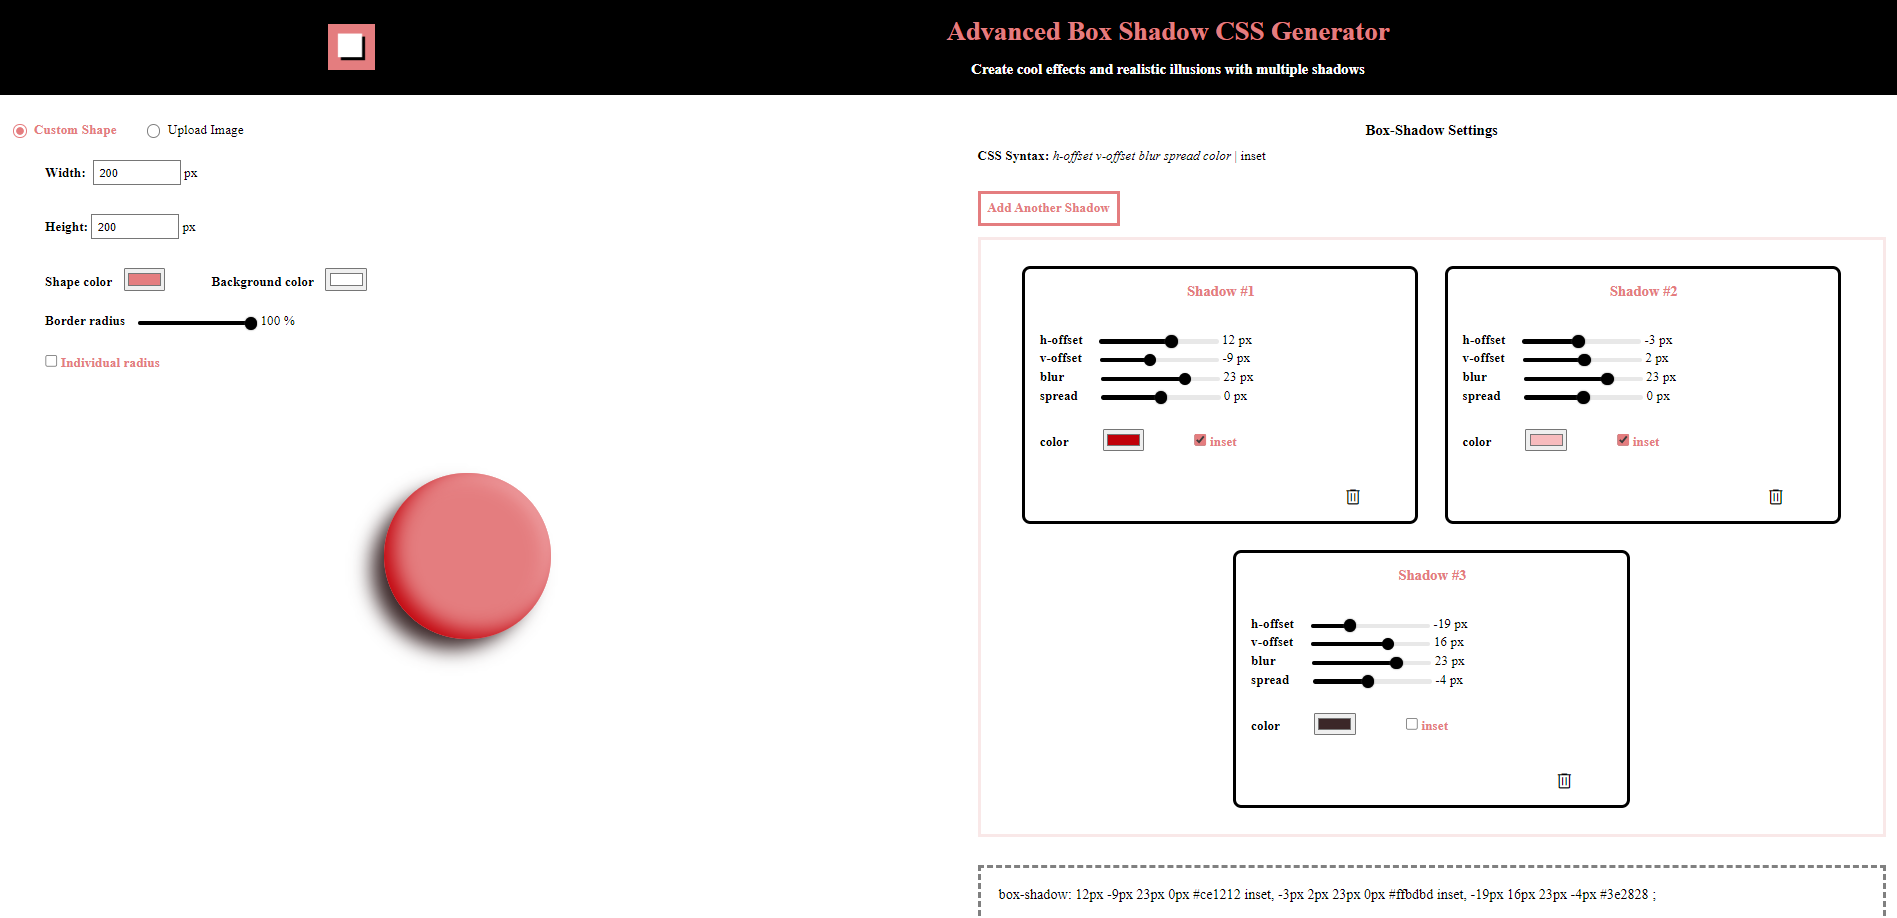 Advanced Box Shadow CSS Generator
Create cool effects and realistic illusions with multiple shadows
Custom Shape Upload Image
Width: 200 px
Height: 200 px
Shape color Background color
Border radius 100 %
Individual radius
Box-Shadow Settings
CSS Syntax: h-offset v-offset blur spread color | inset
Add Another Shadow
Shadow #1
h-offset 12 px
v-offset -9 px
blur 23 px
spread 0 px
color inset
Shadow #2
h-offset -3 px
v-offset 2 px
blur 23 px
spread 0 px
color inset
Shadow #3
h-offset -19 px
v-offset 16 px
blur 23 px
spread -4 px
color inset
box-shadow: 12px -9px 23px 0px #ce1212 inset, -3px 2px 23px 0px #ffbdbd inset, -19px 16px 23px -4px #3e2828 ;